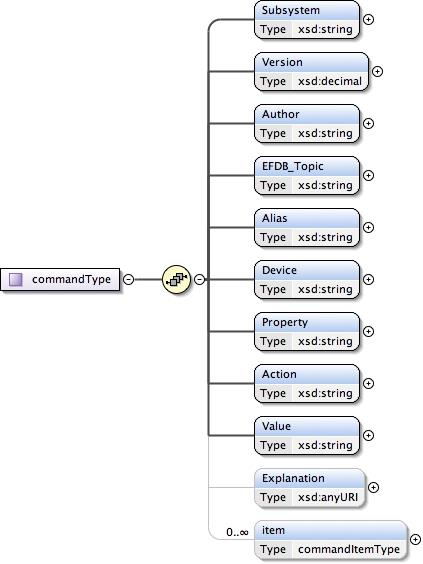 Subsystem
Type xsd:string
Version
Type xsd:decimal
Author
Type xsd:string
EFDB_Topic
Type xsd:string
Alias
Type xsd:string
commandType
Device
Type xsd:string
Property
Type xsd:string
Action
Type xsd:string
Value
Type xsd:string
Explanation
Type xsd:anyURI
0..∞
item
Type commandItemType